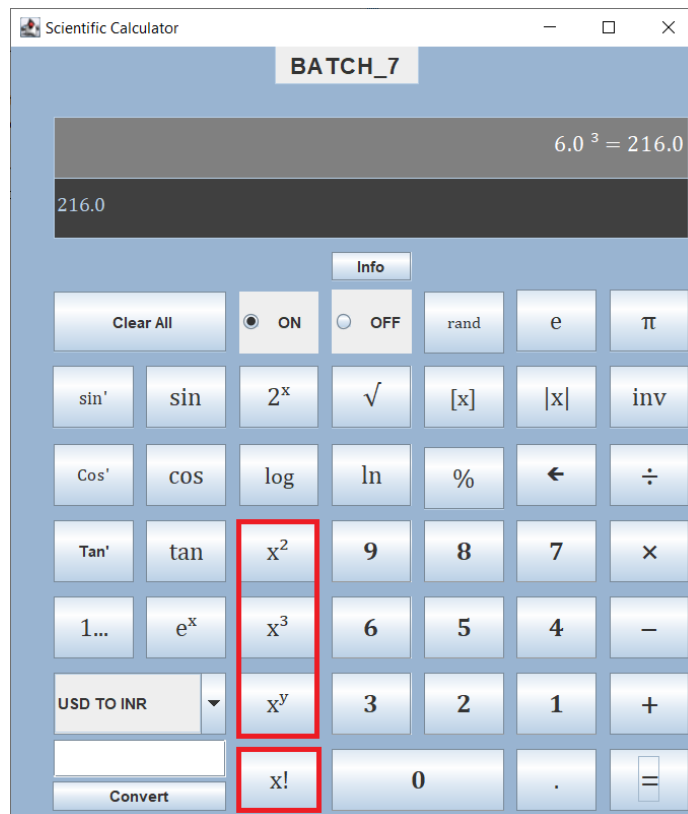 Scientific Calculator
BATCH_7
6.0 ³ = 216.0
216.0
Info
Clear All ON OFF rand e π
sin' sin 2ˣ √ [x] |x| inv
Cos' cos log ln % ÷
Tan' tan x² 9 8 7 ×
1... eˣ x³ 6 5 4 −
USD TO INR xʸ 3 2 1 +
x! 0 . =
Convert